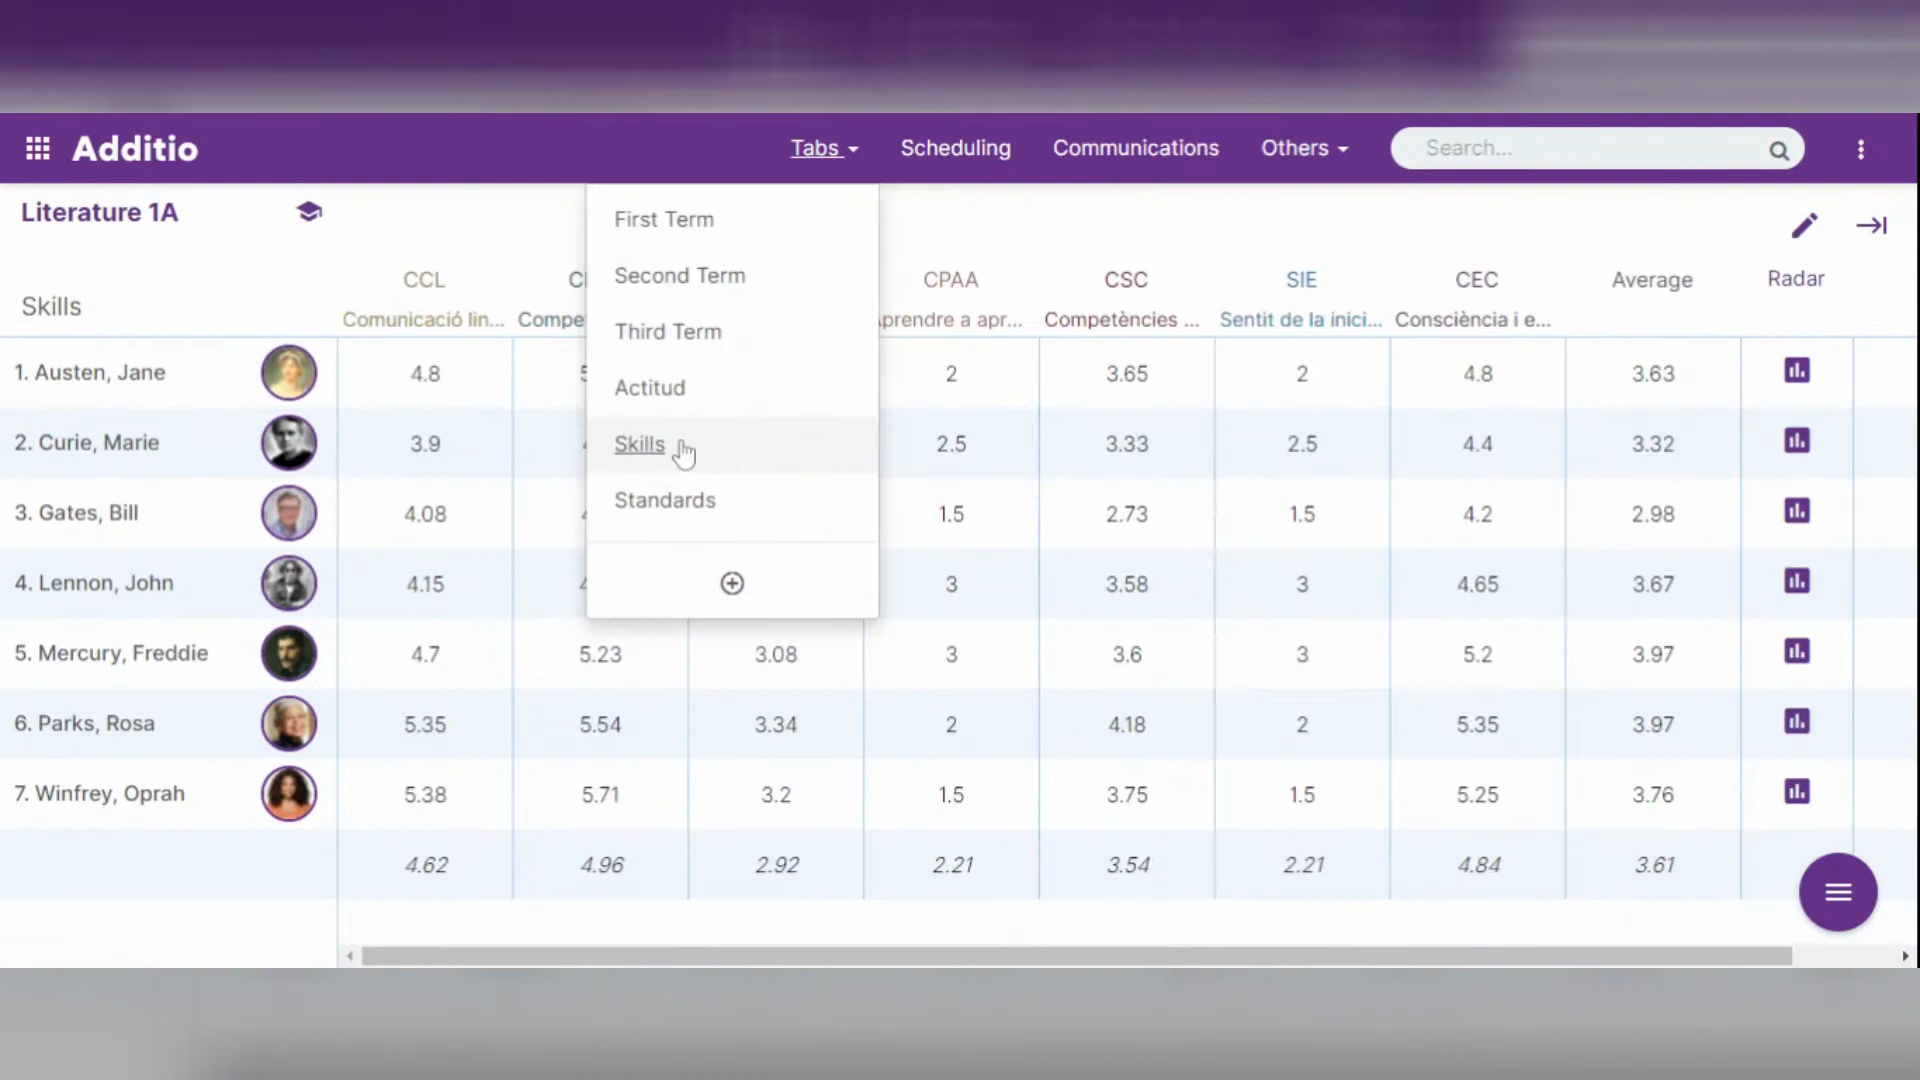 Additio
Tabs Scheduling Communications Others Search...
Literature 1A
First Term
Second Term
Third Term
Actitud
Skills
Standards
Skills
CCL C CPAA CSC SIE CEC Average Radar
Comunicació lin... Compe prendre a apr... Competències ... Sentit de la inici... Consciència i e...
1. Austen, Jane 4.8 2 3.65 2 4.8 3.63
2. Curie, Marie 3.9 2.5 3.33 2.5 4.4 3.32
3. Gates, Bill 4.08 1.5 2.73 1.5 4.2 2.98
4. Lennon, John 4.15 3 3.58 3 4.65 3.67
5. Mercury, Freddie 4.7 5.23 3.08 3 3.6 3 5.2 3.97
6. Parks, Rosa 5.35 5.54 3.34 2 4.18 2 5.35 3.97
7. Winfrey, Oprah 5.38 5.71 3.2 1.5 3.75 1.5 5.25 3.76
4.62 4.96 2.92 2.21 3.54 2.21 4.84 3.61